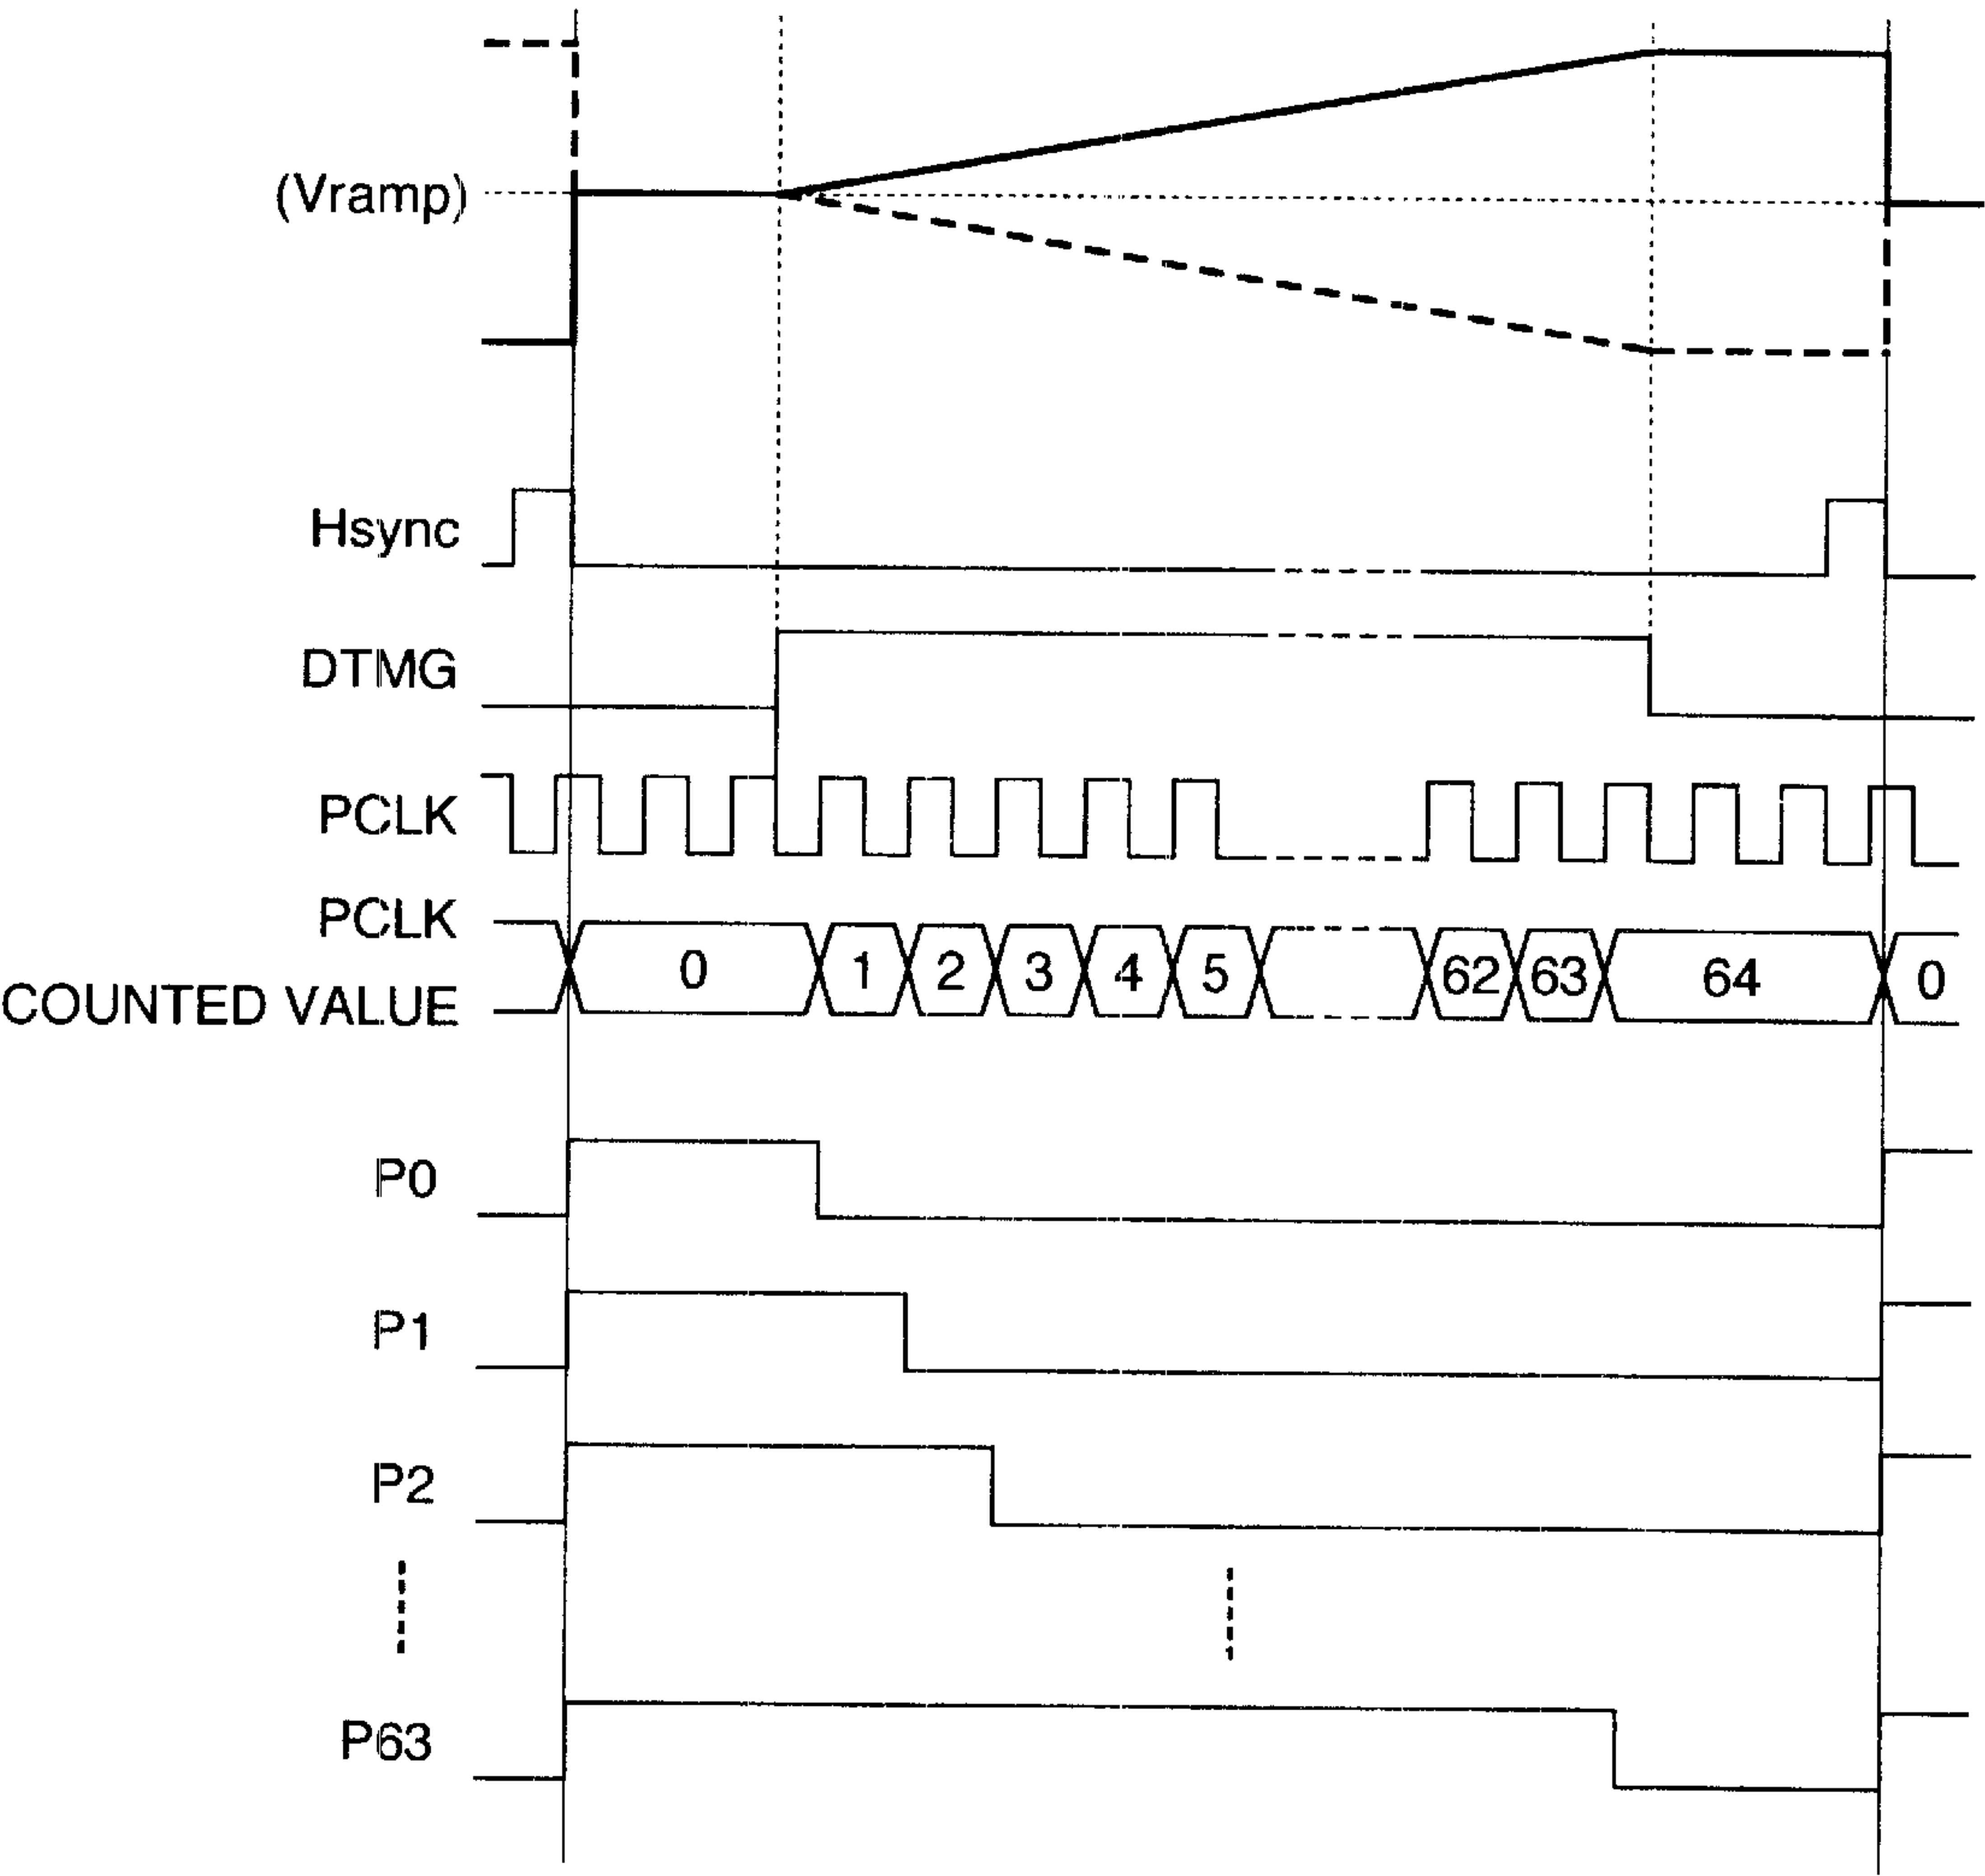 (Vramp)
Hsync
DTMG
PCLK
PCLK
COUNTED VALUE
0 1 2 3 4 5 62 63 64 0
P0
P1
P2
P63